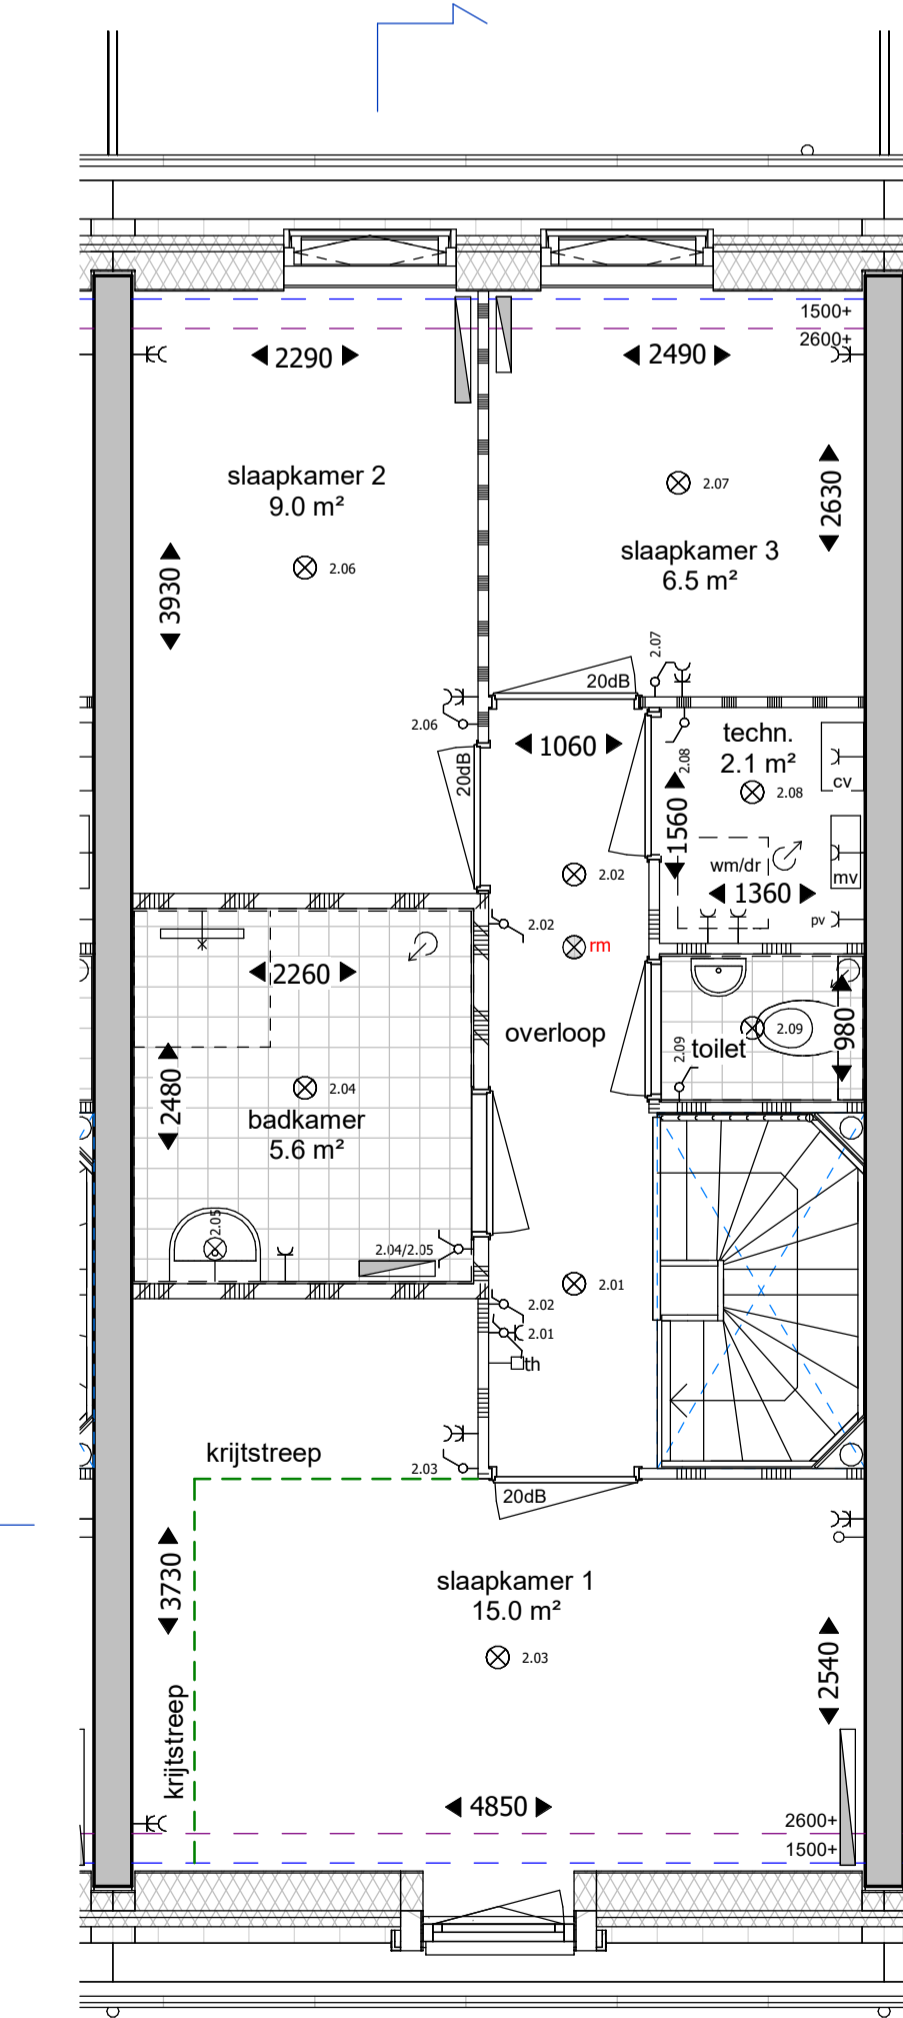 1500+
2600+
2290
2490
slaapkamer 2
9.0 m²
2.07
2630
slaapkamer 3
6.5 m²
2.06
3930
2.07
20dB
2.06
20dB
1060
2.08
techn.
2.1 m²
2.08
cv
1560
wm/dr
mv
1360
pv
2.02
2.02
rm
2260
overloop
2.09
toilet
2.09
980
2480
2.04
badkamer
5.6 m²
2.05
2.04/2.05
2.01
2.02
2.01
th
krijtstreep
2.03
20dB
3730
slaapkamer 1
15.0 m²
2.03
2540
krijtstreep
4850
2600+
1500+